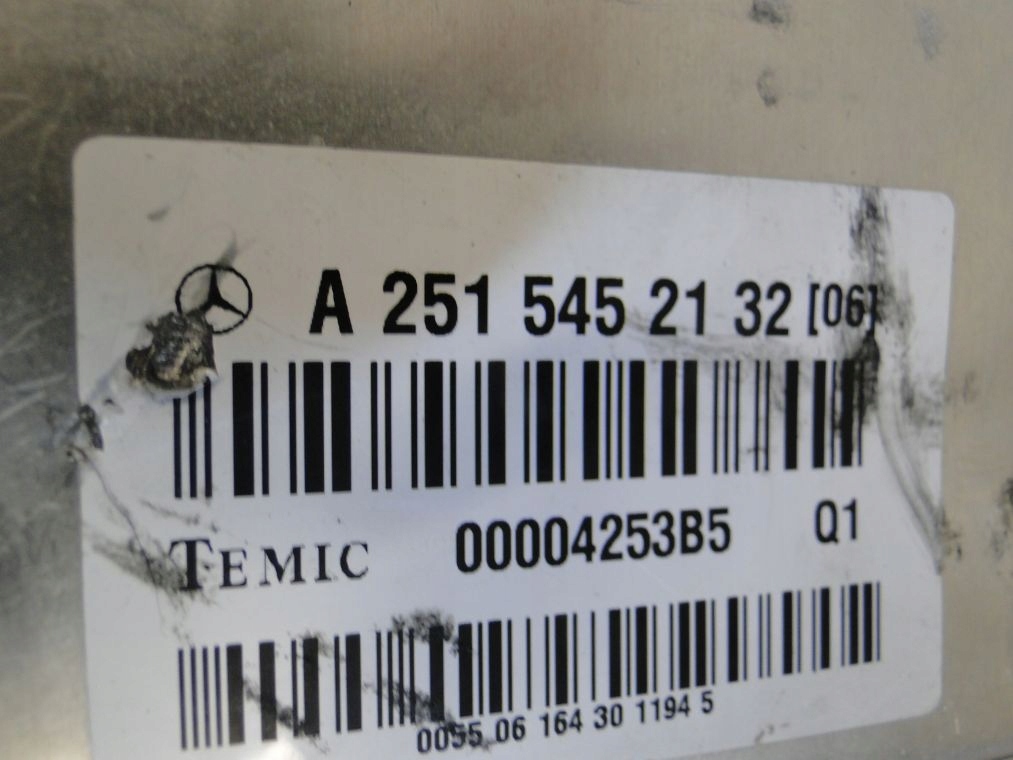 A 251 545 21 32 [06]
TEMIC 00004253B5 Q1
0055 06 164 30 1194 5